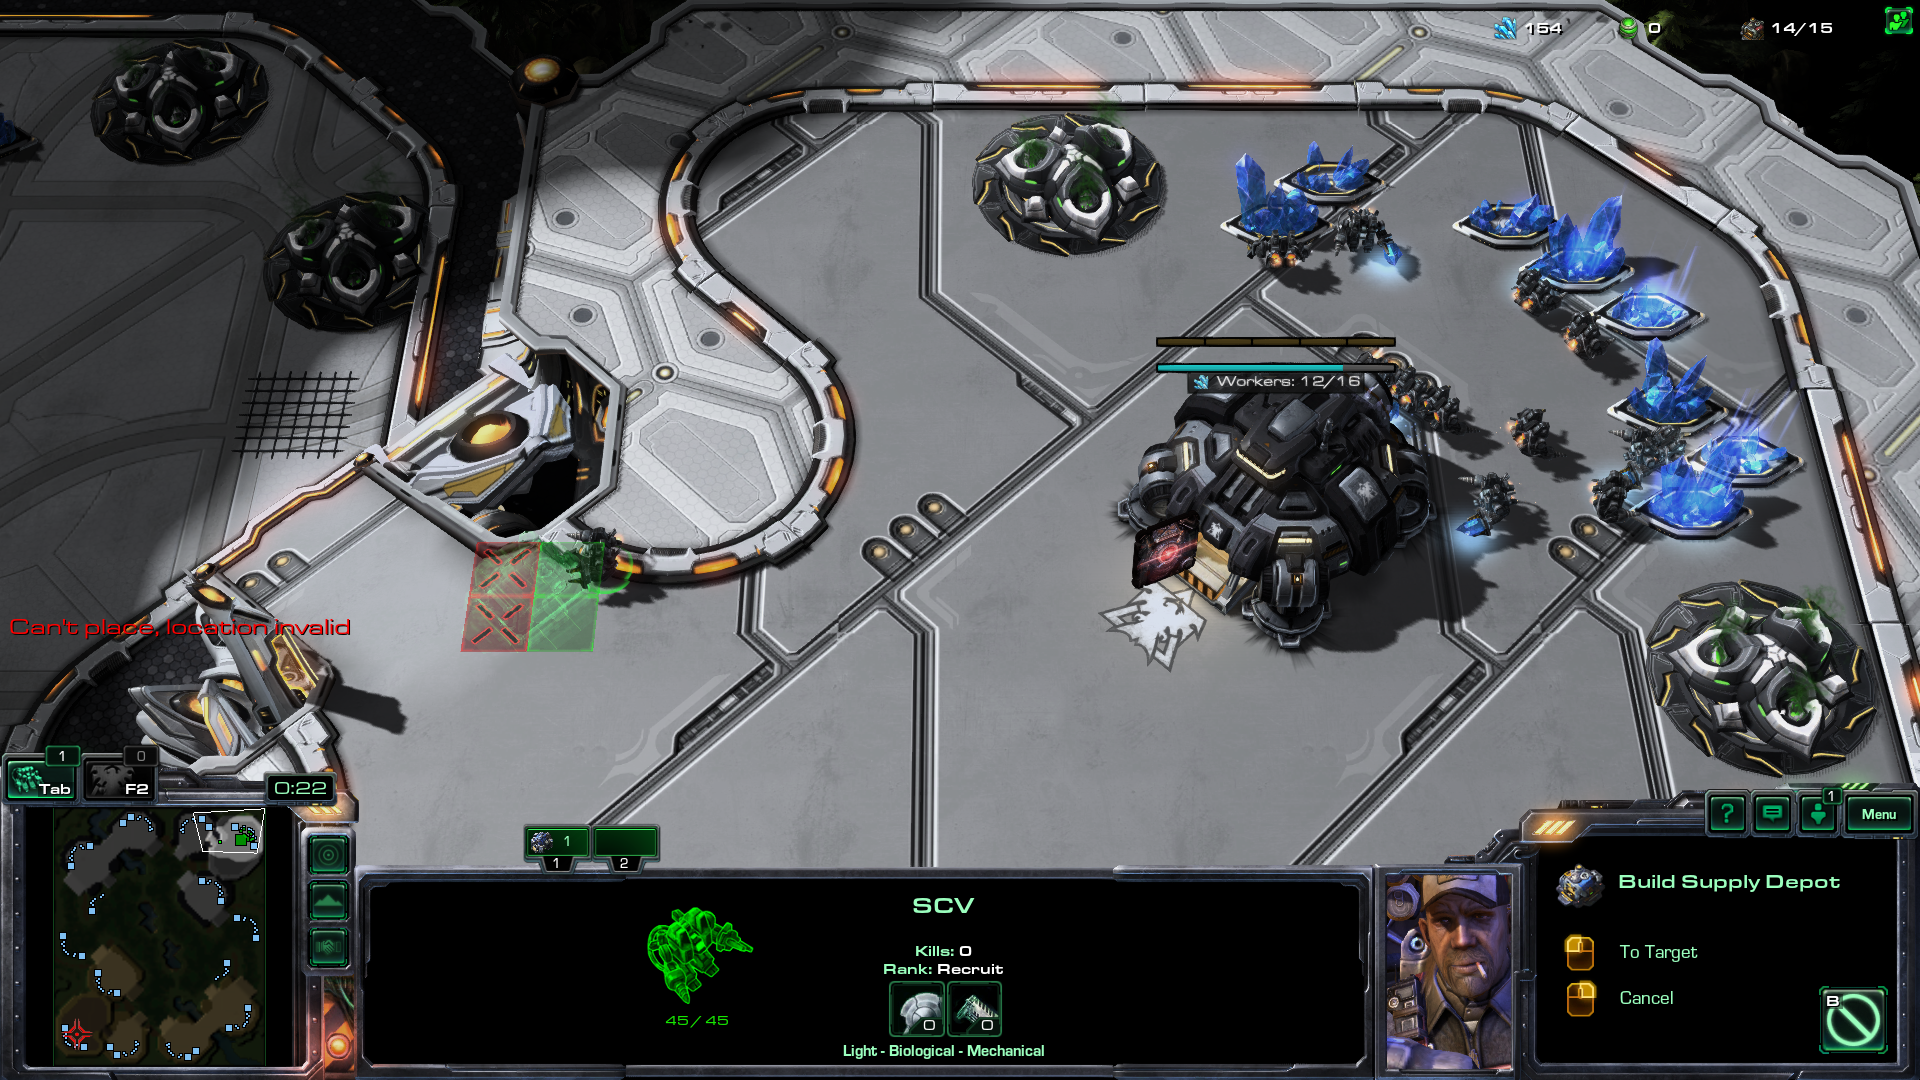 154
0
14/15
Workers: 12/16
Can't place, location invalid
1
0
Tab
F2
0:22
1
1
2
1
?
Menu
SCV
Kills: 0
Rank: Recruit
0
0
45/45
Light - Biological - Mechanical
Build Supply Depot
To Target
Cancel
B